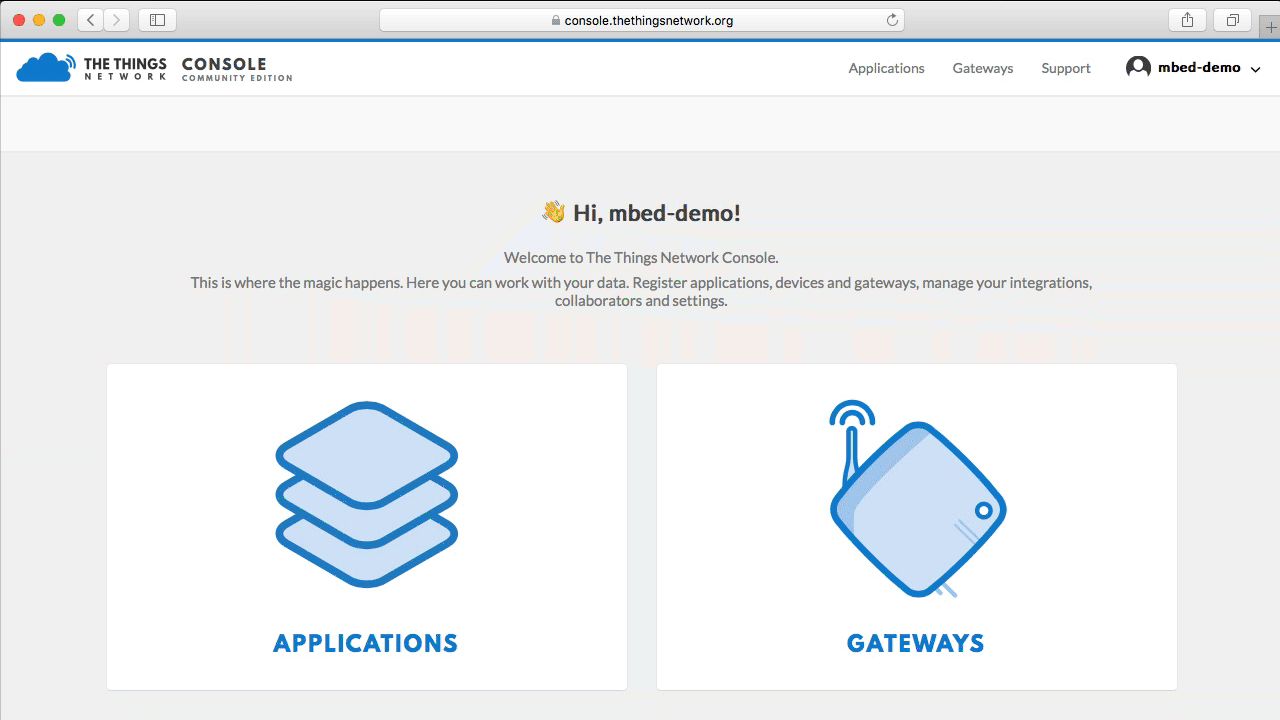 console.thethingsnetwork.org
THE THINGS NETWORK CONSOLE COMMUNITY EDITION
Applications Gateways Support mbed-demo
👋 Hi, mbed-demo!
Welcome to The Things Network Console.
This is where the magic happens. Here you can work with your data. Register applications, devices and gateways, manage your integrations,
collaborators and settings.
APPLICATIONS
GATEWAYS